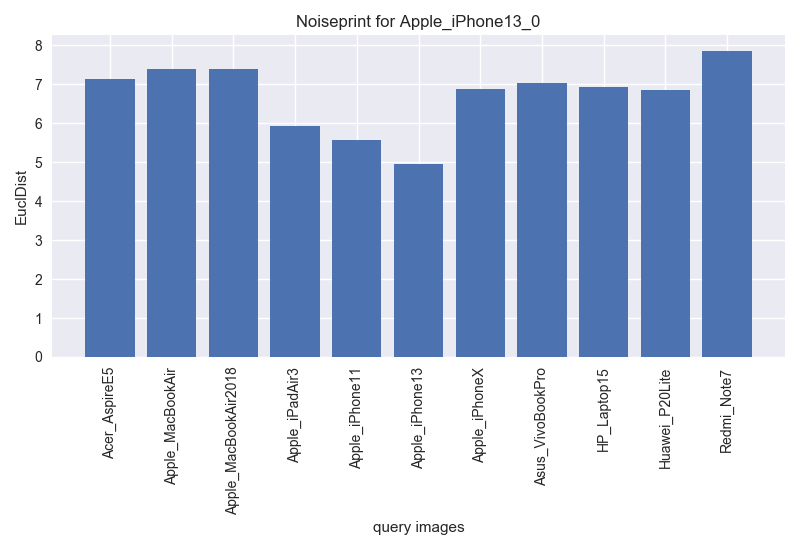 Noiseprint for Apple_iPhone13_0
EuclDist
8
7
6
5
4
3
2
1
0
Acer_AspireE5
Apple_MacBookAir
Apple_MacBookAir2018
Apple_iPadAir3
Apple_iPhone11
Apple_iPhone13
Apple_iPhoneX
Asus_VivoBookPro
HP_Laptop15
Huawei_P20Lite
Redmi_Note7
query images